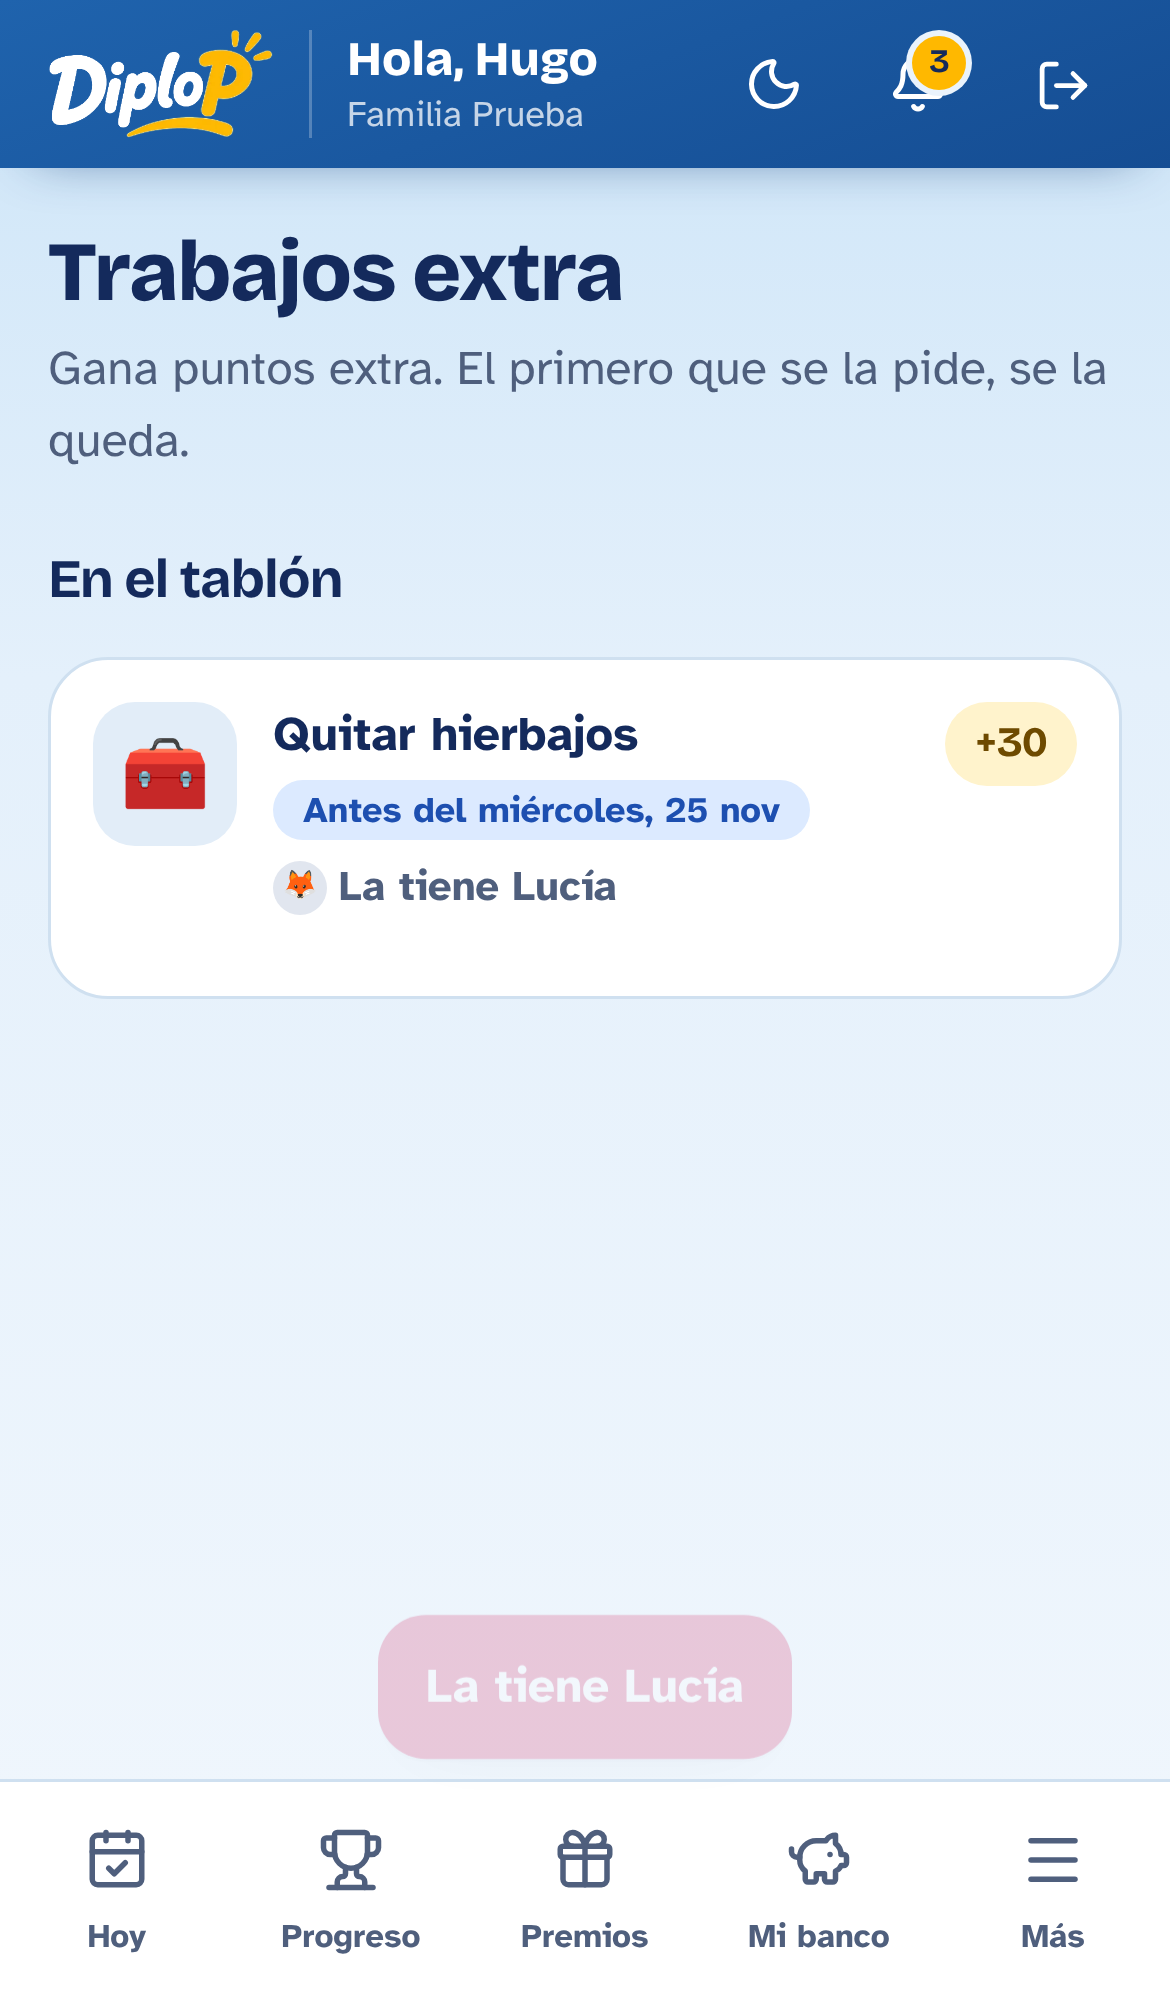 DiploP
Hola, Hugo
Familia Prueba
3
Trabajos extra
Gana puntos extra. El primero que se la pide, se la
queda.
En el tablón
Quitar hierbajos
+30
Antes del miércoles, 25 nov
La tiene Lucía
La tiene Lucía
Hoy
Progreso
Premios
Mi banco
Más